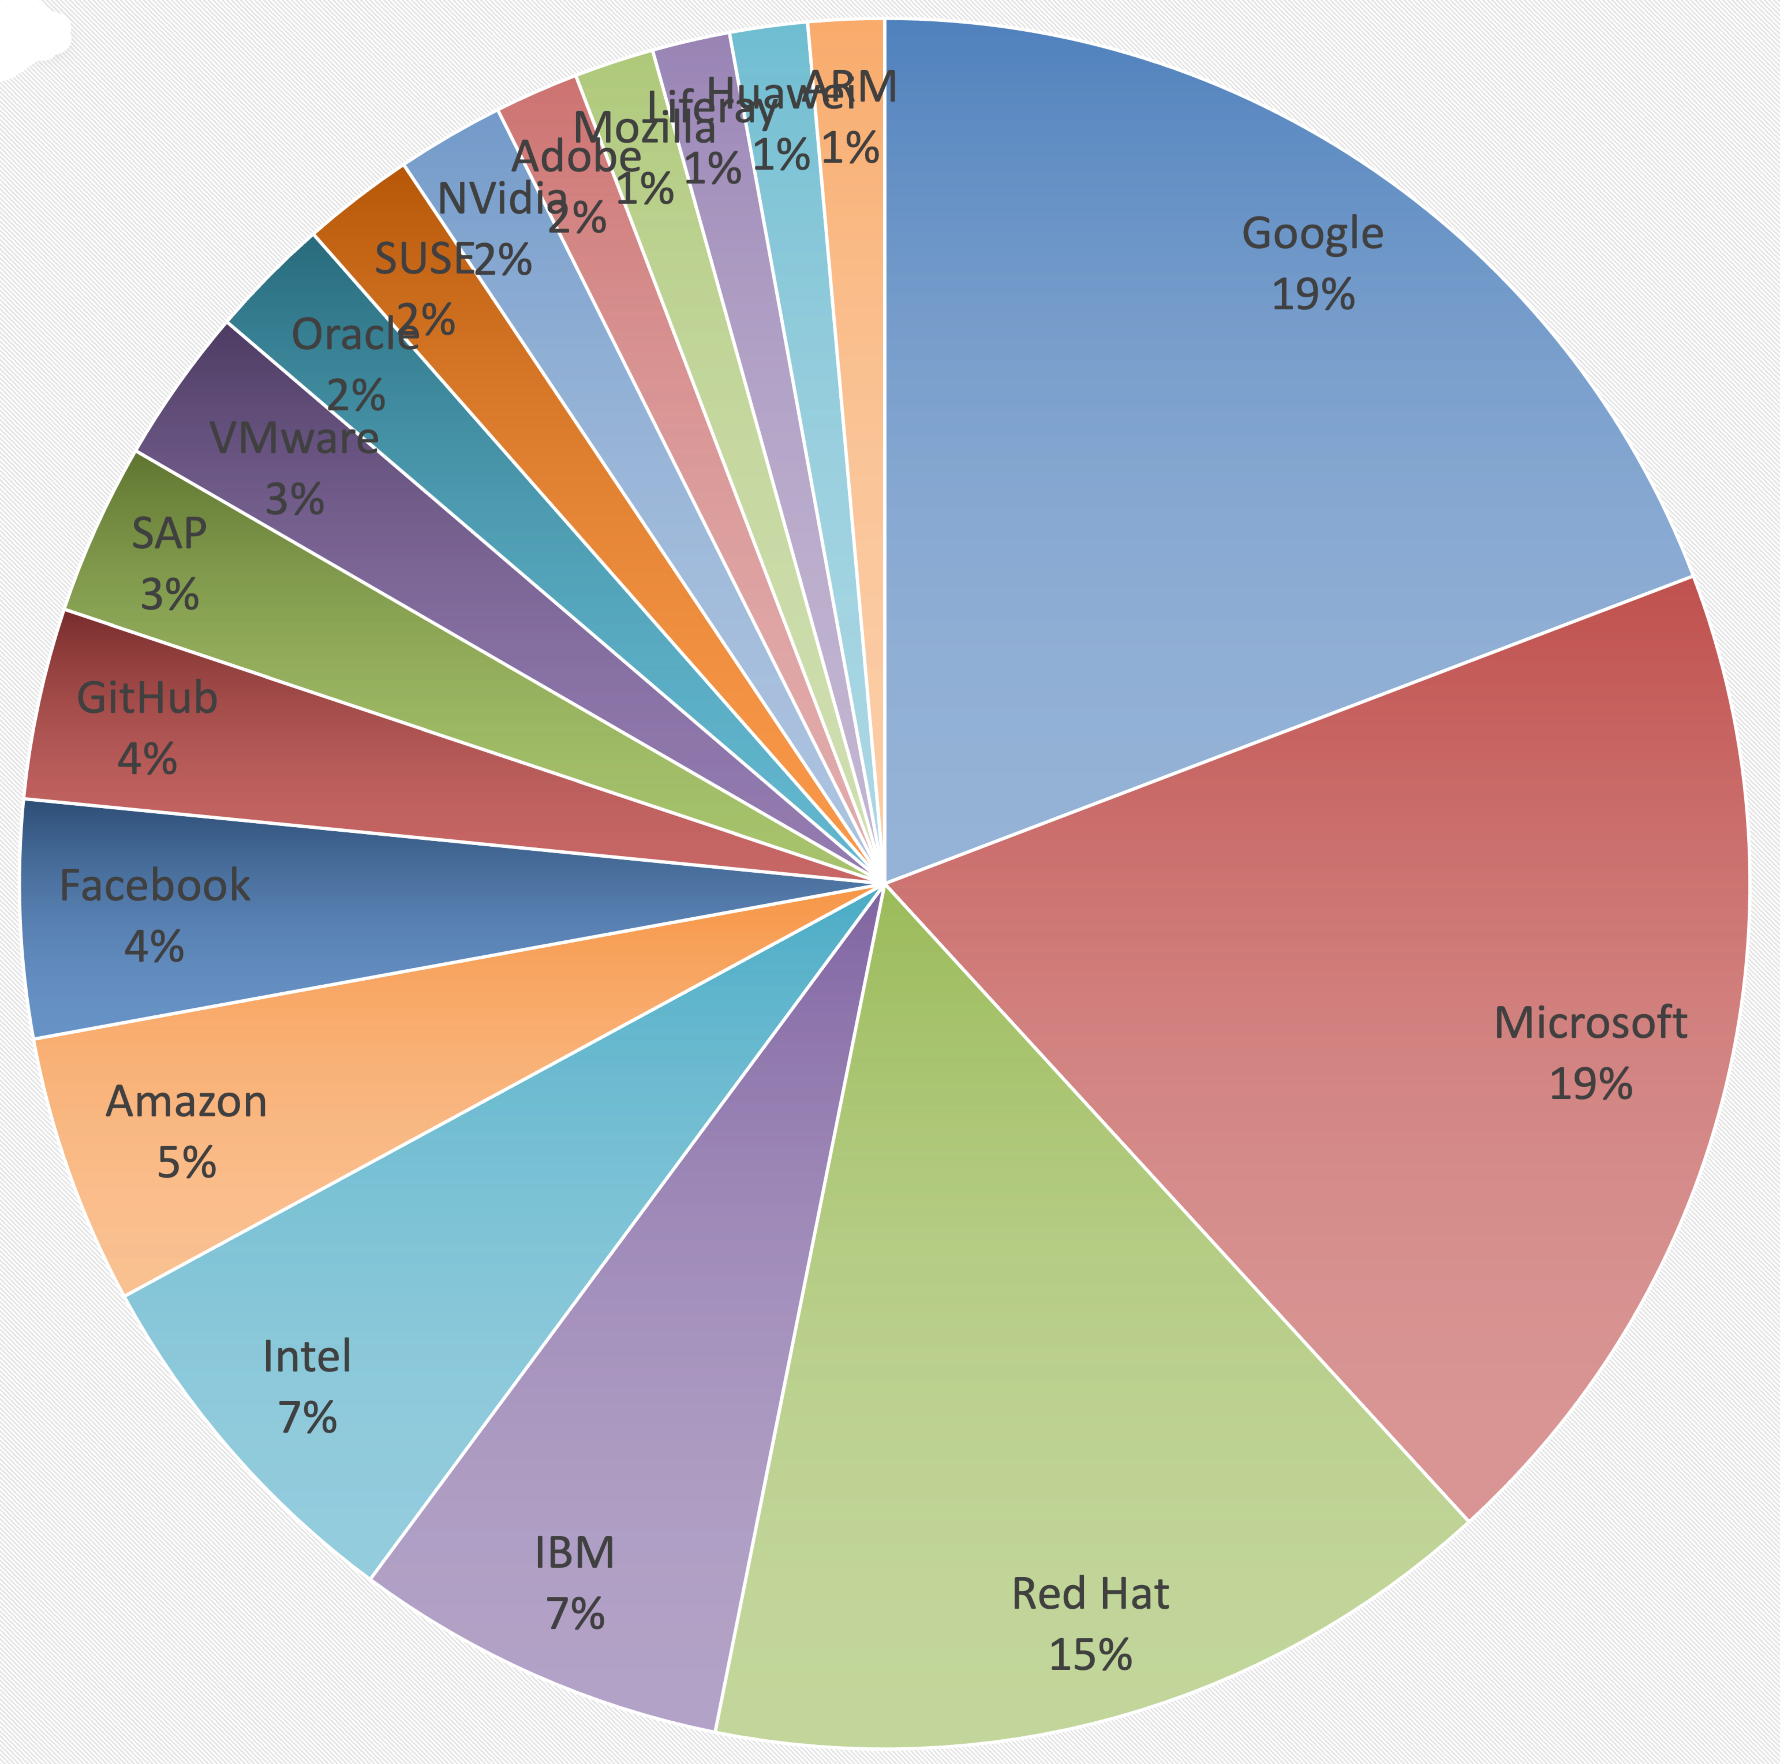 Google
19%
Microsoft
19%
Red Hat
15%
IBM
7%
Intel
7%
Amazon
5%
Facebook
4%
GitHub
4%
SAP
3%
VMware
3%
Oracle
2%
SUSE
2%
NVidia
2%
Adobe
2%
Mozilla
1%
Liferay
1%
Huawei
1%
ARM
1%